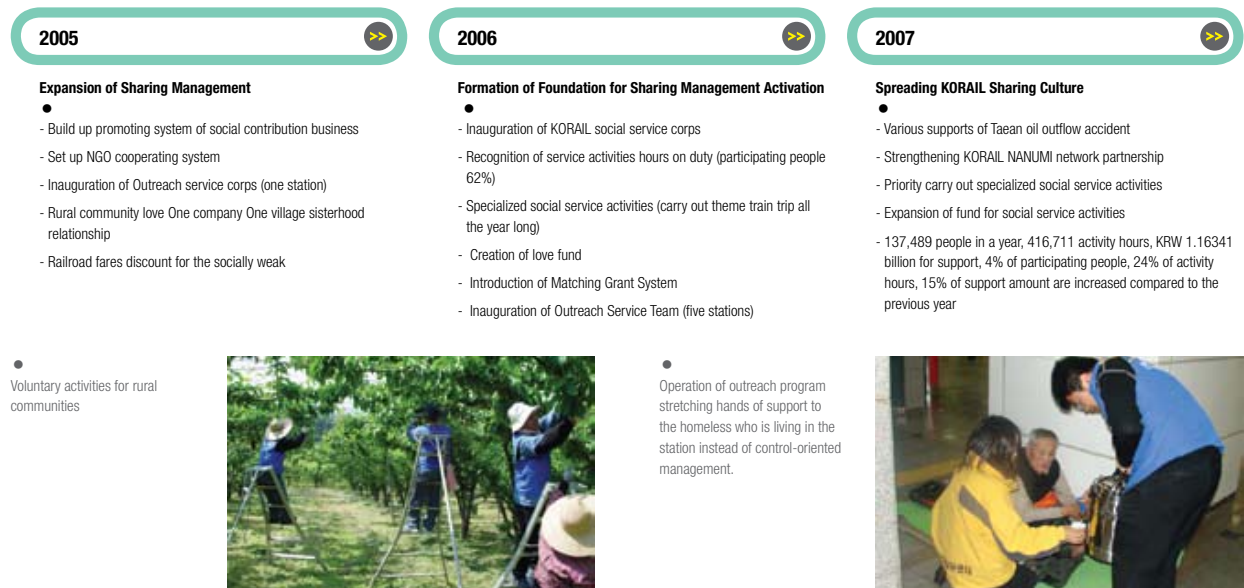 2005
>>
Expansion of Sharing Management
- Build up promoting system of social contribution business
- Set up NGO cooperating system
- Inauguration of Outreach service corps (one station)
- Rural community love One company One village sisterhood
relationship
- Railroad fares discount for the socially weak
2006
>>
Formation of Foundation for Sharing Management Activation
- Inauguration of KORAIL social service corps
- Recognition of service activities hours on duty (participating people
62%)
- Specialized social service activities (carry out theme train trip all
the year long)
- Creation of love fund
- Introduction of Matching Grant System
- Inauguration of Outreach Service Team (five stations)
2007
>>
Spreading KORAIL Sharing Culture
- Various supports of Taean oil outflow accident
- Strengthening KORAIL NANUMI network partnership
- Priority carry out specialized social service activities
- Expansion of fund for social service activities
- 137,489 people in a year, 416,711 activity hours, KRW 1.16341
billion for support, 4% of participating people, 24% of activity
hours, 15% of support amount are increased compared to the
previous year
Voluntary activities for rural
communities
Operation of outreach program
stretching hands of support to
the homeless who is living in the
station instead of control-oriented
management.